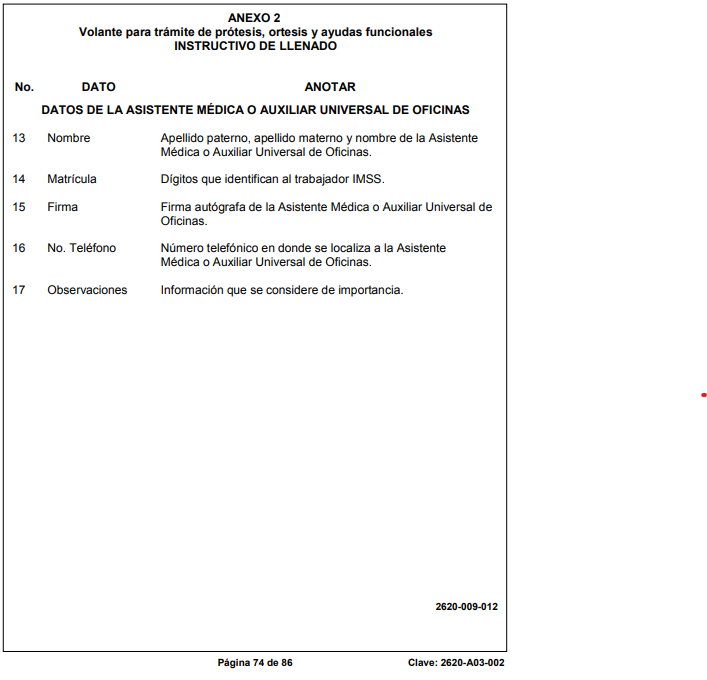 ANEXO 2
Volante para trámite de prótesis, ortesis y ayudas funcionales
INSTRUCTIVO DE LLENADO
No. DATO ANOTAR
DATOS DE LA ASISTENTE MÉDICA O AUXILIAR UNIVERSAL DE OFICINAS
13 Nombre Apellido paterno, apellido materno y nombre de la Asistente
Médica o Auxiliar Universal de Oficinas.
14 Matrícula Dígitos que identifican al trabajador IMSS.
15 Firma Firma autógrafa de la Asistente Médica o Auxiliar Universal de
Oficinas.
16 No. Teléfono Número telefónico en donde se localiza a la Asistente
Médica o Auxiliar Universal de Oficinas.
17 Observaciones Información que se considere de importancia.
2620-009-012
Página 74 de 86 Clave: 2620-A03-002